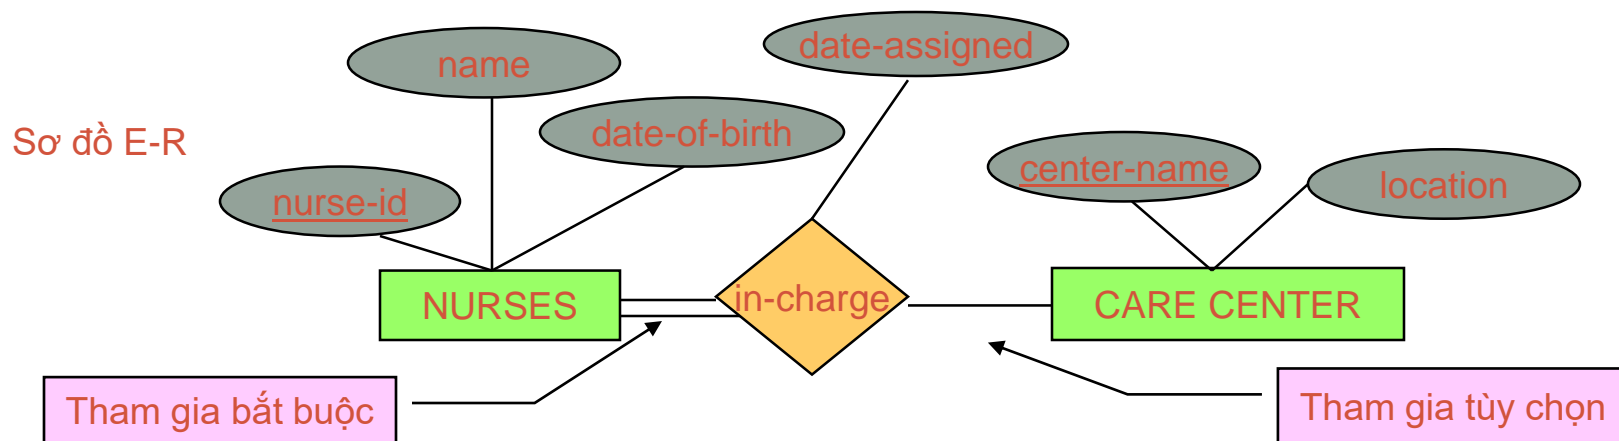 name
date-assigned
Sơ đồ E-R
date-of-birth
nurse-id
center-name
location
NURSES
in-charge
CARE CENTER
Tham gia bắt buộc
Tham gia tùy chọn